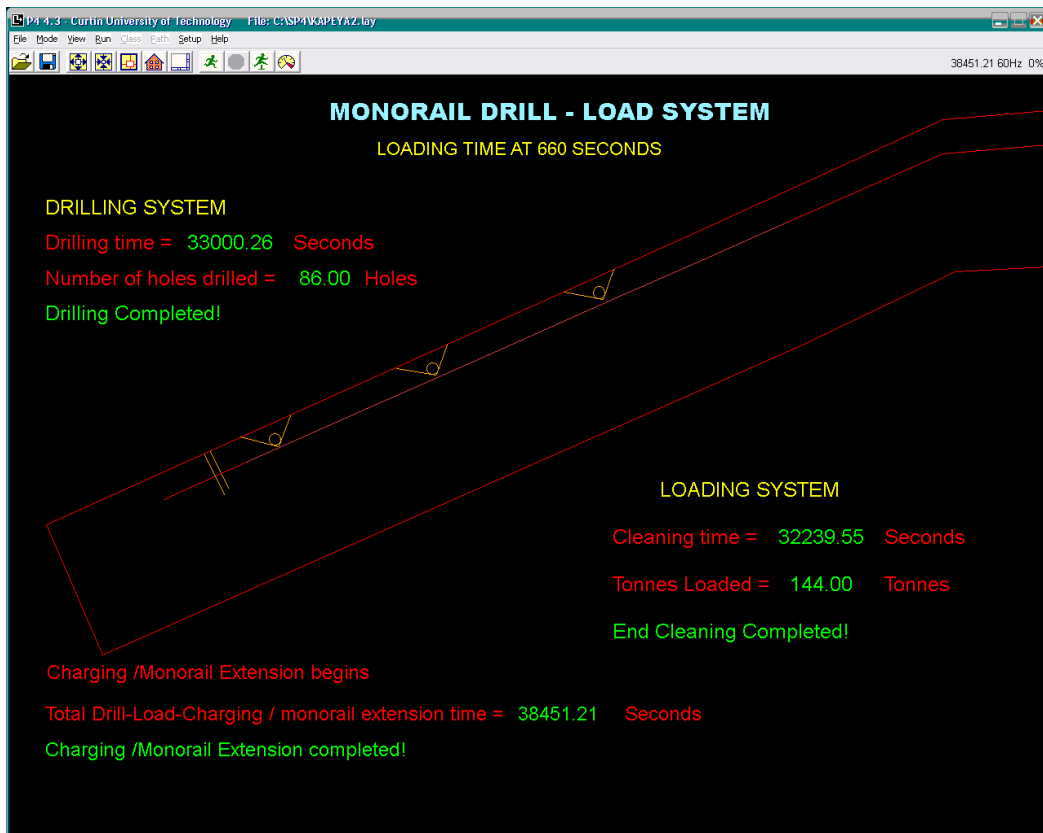 P4 4.3 - Curtin University of Technology File: C:\SP4\KAPEYA2.lay
File Mode View Run Class Path Setup Help
38451.21 60Hz 0%
MONORAIL DRILL - LOAD SYSTEM
LOADING TIME AT 660 SECONDS
DRILLING SYSTEM
Drilling time = 33000.26 Seconds
Number of holes drilled = 86.00 Holes
Drilling Completed!
LOADING SYSTEM
Cleaning time = 32239.55 Seconds
Tonnes Loaded = 144.00 Tonnes
End Cleaning Completed!
Charging /Monorail Extension begins
Total Drill-Load-Charging / monorail extension time = 38451.21 Seconds
Charging /Monorail Extension completed!